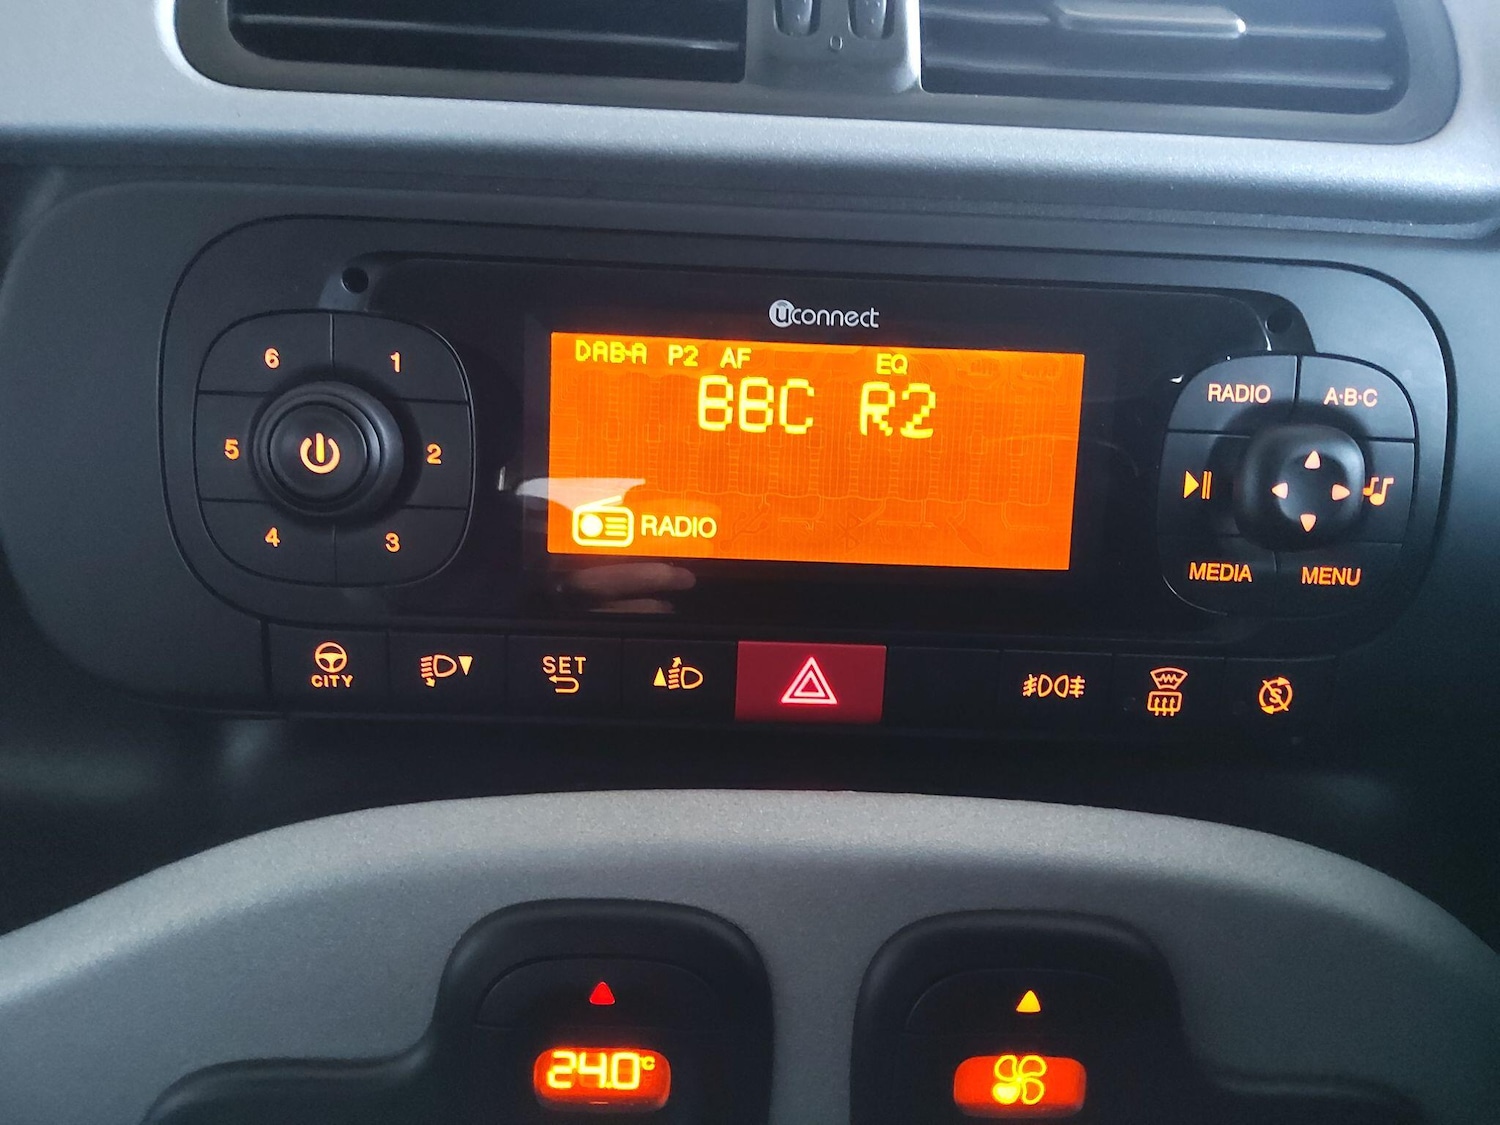 uconnect
DAB-A P2 AF EQ
BBC R2
RADIO
6 1
5 2
4 3
RADIO A·B·C
MEDIA MENU
CITY
SET
24.0°C